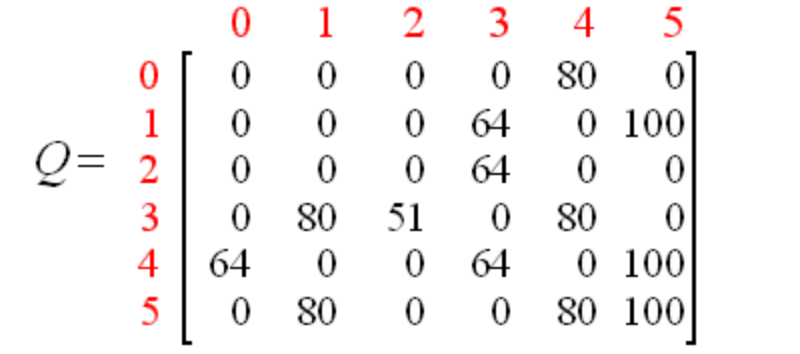 0 1 2 3 4 5
0 0 0 0 0 80 0
1 0 0 0 64 0 100
Q= 2 0 0 0 64 0 0
3 0 80 51 0 80 0
4 64 0 0 64 0 100
5 0 80 0 0 80 100